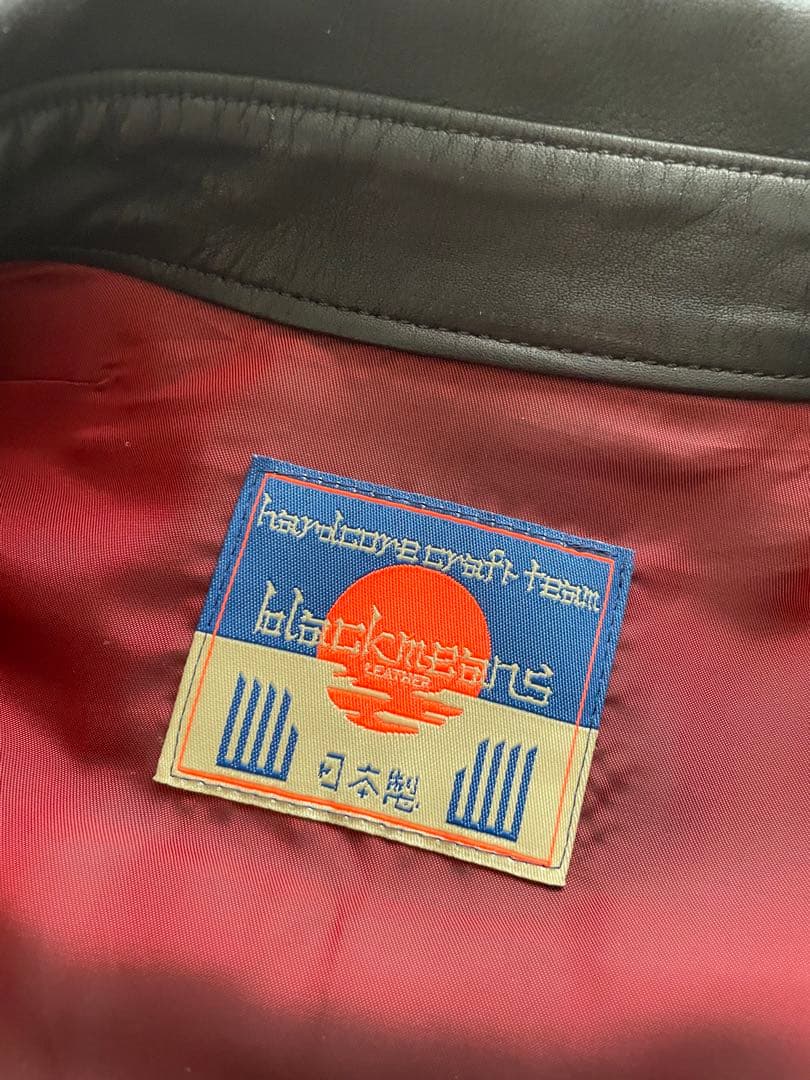 hardcore craft team
blackmeans
LEATHER
日本製